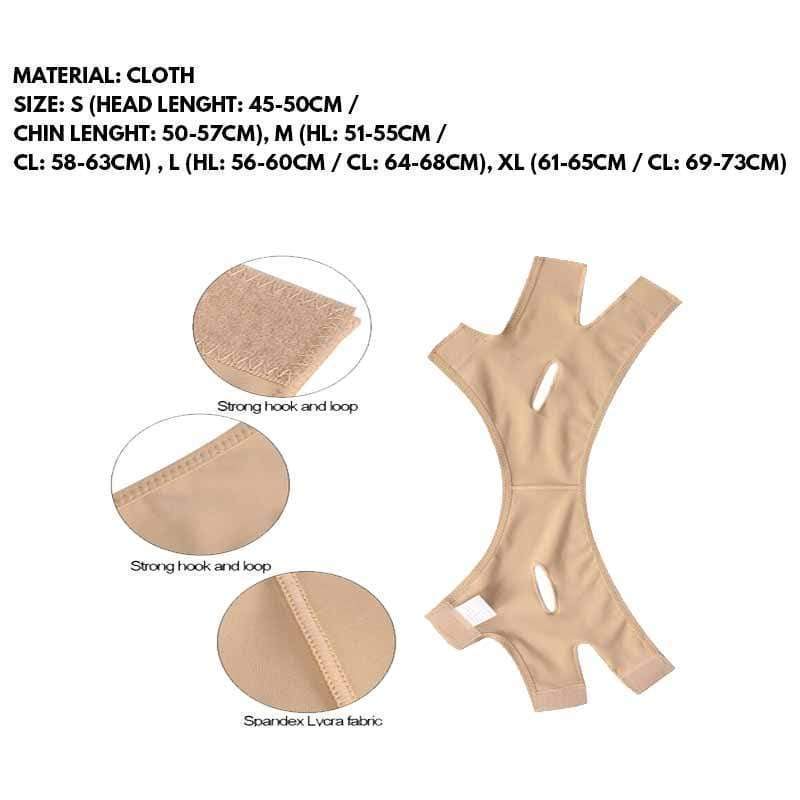 MATERIAL: CLOTH
SIZE: S (HEAD LENGHT: 45-50CM /
CHIN LENGHT: 50-57CM), M (HL: 51-55CM /
CL: 58-63CM) , L (HL: 56-60CM / CL: 64-68CM), XL (61-65CM / CL: 69-73CM)
Strong hook and loop
Strong hook and loop
Spandex Lycra fabric